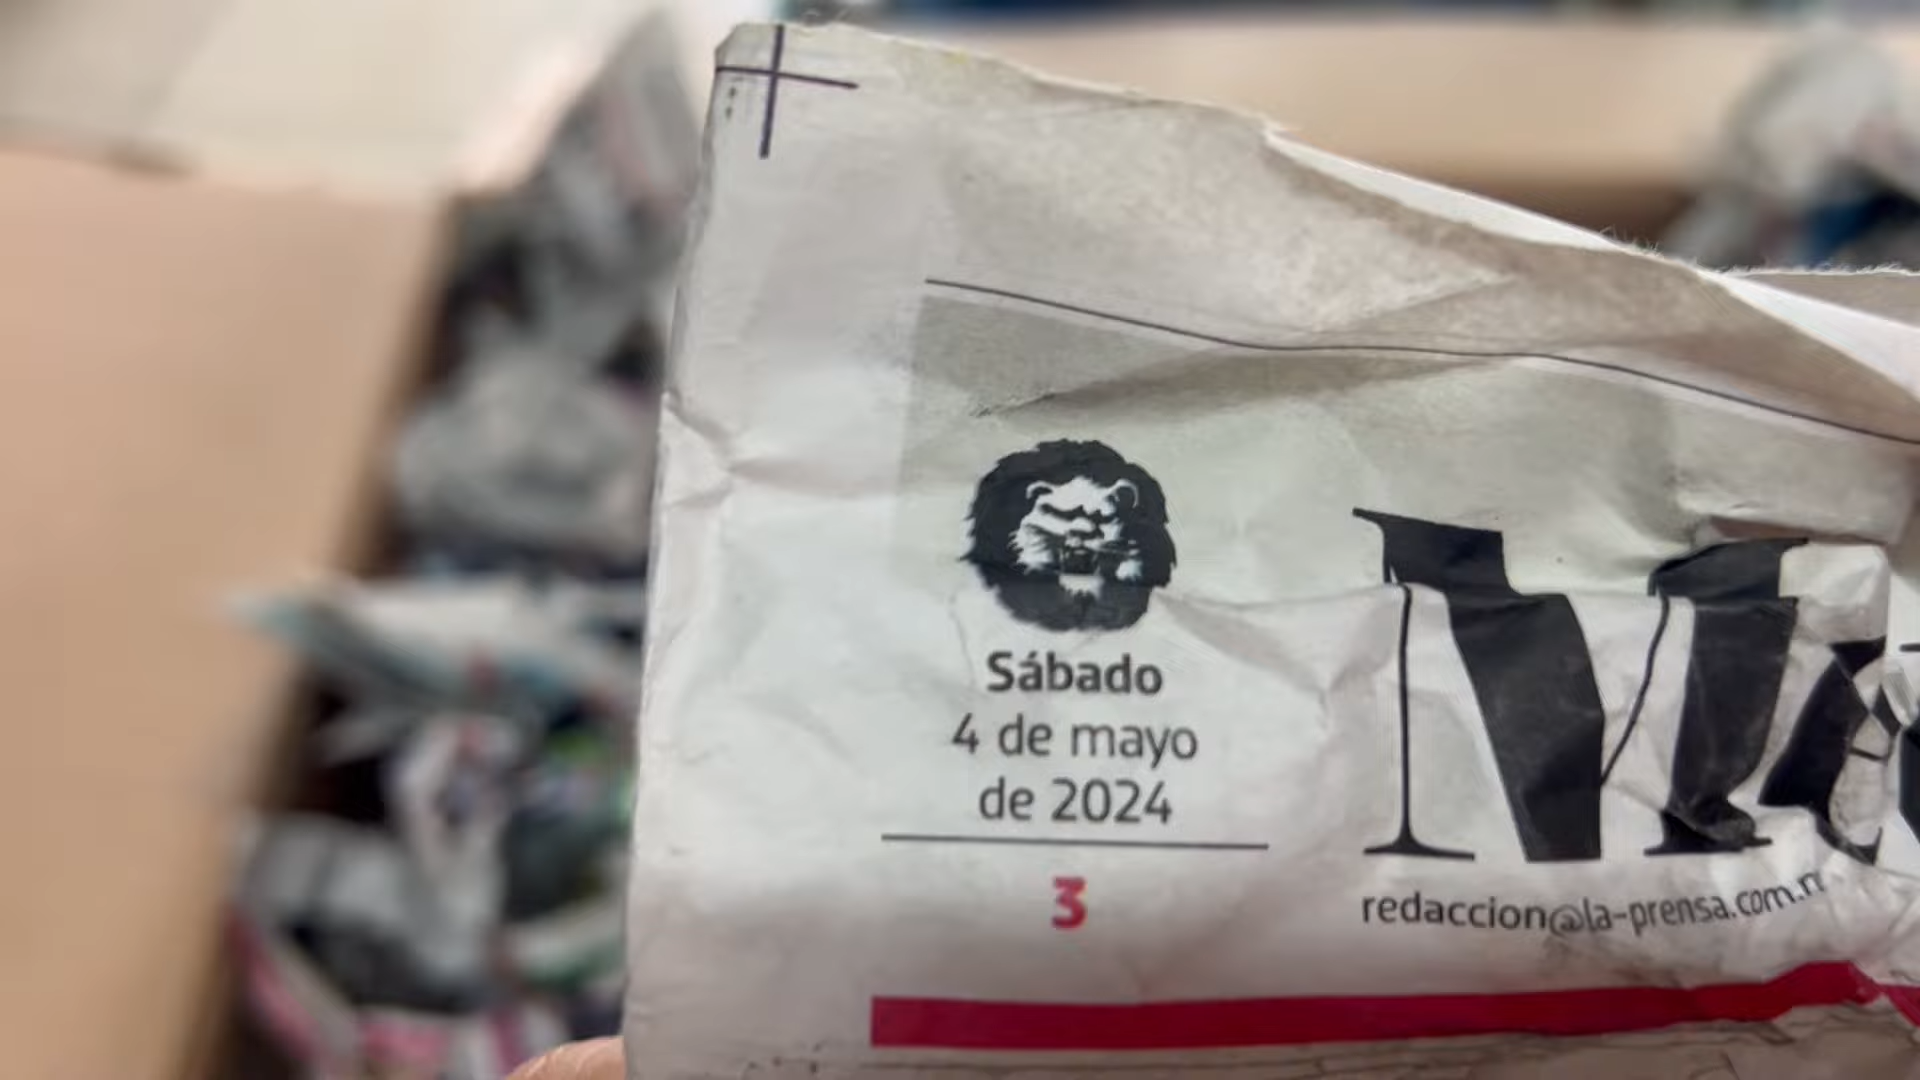 Sábado
4 de mayo
de 2024
3
redaccion@la-prensa.com.m